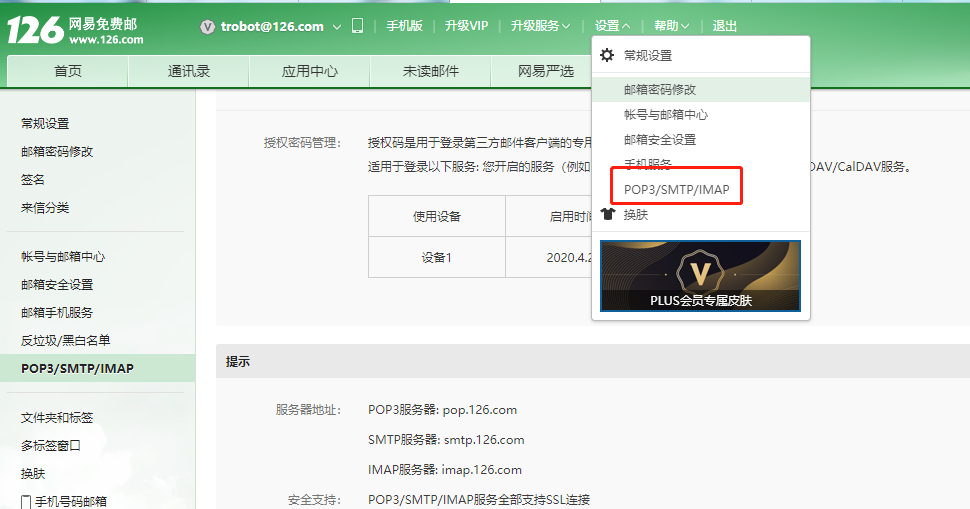 126 网易免费邮
www.126.com
V trobot@126.com
手机版
升级VIP
升级服务
设置
帮助
退出
首页
通讯录
应用中心
未读邮件
网易严选
常规设置
邮箱密码修改
帐号与邮箱中心
邮箱安全设置
手机服务
POP3/SMTP/IMAP
换肤
V
PLUS会员专属皮肤
常规设置
邮箱密码修改
签名
来信分类
帐号与邮箱中心
邮箱安全设置
邮箱手机服务
反垃圾/黑白名单
POP3/SMTP/IMAP
文件夹和标签
多标签窗口
换肤
手机号码邮箱
授权密码管理:
授权码是用于登录第三方邮件客户端的专用
适用于登录以下服务: 您开启的服务（例如
DAV/CalDAV服务。
使用设备
启用时间
设备1
2020.4.2
提示
服务器地址:
POP3服务器: pop.126.com
SMTP服务器: smtp.126.com
IMAP服务器: imap.126.com
安全支持:
POP3/SMTP/IMAP服务全部支持SSL连接